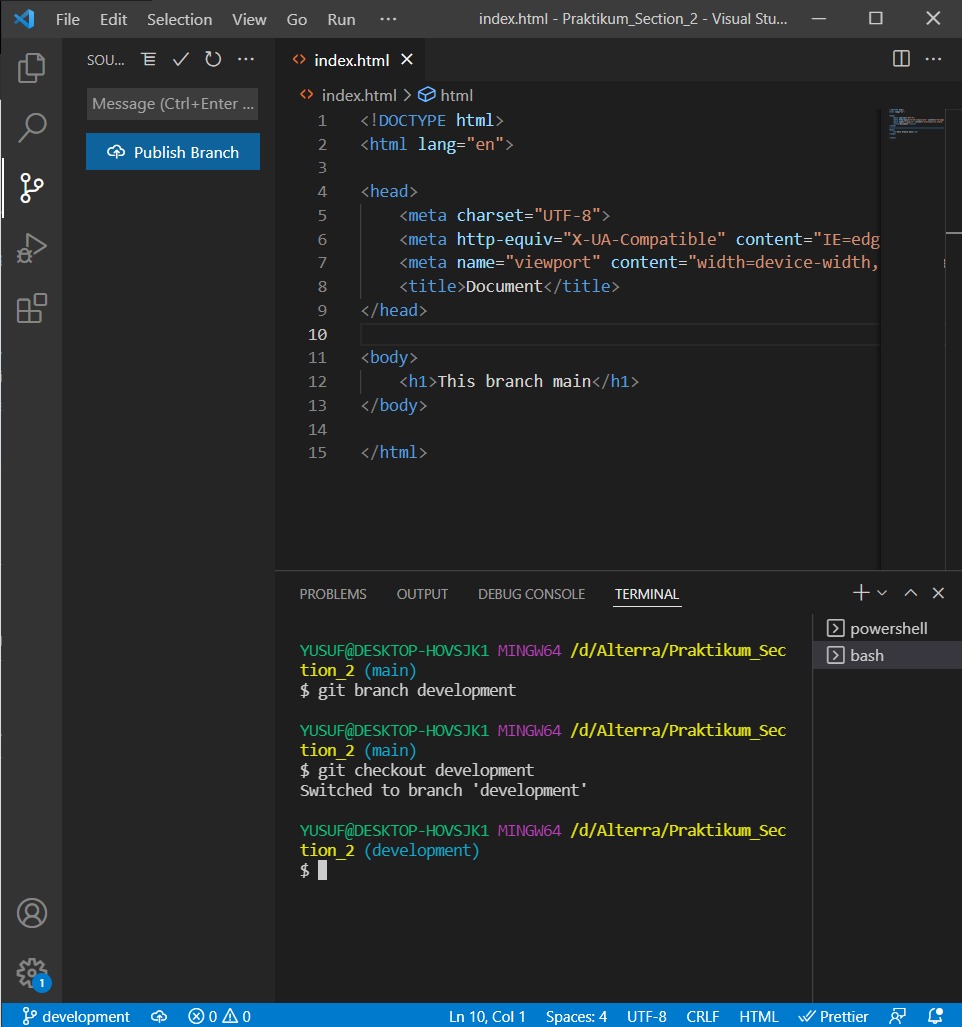 File Edit Selection View Go Run ··· index.html - Praktikum_Section_2 - Visual Stu...
SOU...
index.html
index.html > html
Message (Ctrl+Enter ...
Publish Branch
1 <!DOCTYPE html>
2 <html lang="en">
3
4 <head>
5 <meta charset="UTF-8">
6 <meta http-equiv="X-UA-Compatible" content="IE=edg
7 <meta name="viewport" content="width=device-width,
8 <title>Document</title>
9 </head>
10
11 <body>
12 <h1>This branch main</h1>
13 </body>
14
15 </html>
PROBLEMS OUTPUT DEBUG CONSOLE TERMINAL
powershell
bash
YUSUF@DESKTOP-HOVSJK1 MINGW64 /d/Alterra/Praktikum_Sec
tion_2 (main)
$ git branch development
YUSUF@DESKTOP-HOVSJK1 MINGW64 /d/Alterra/Praktikum_Sec
tion_2 (main)
$ git checkout development
Switched to branch 'development'
YUSUF@DESKTOP-HOVSJK1 MINGW64 /d/Alterra/Praktikum_Sec
tion_2 (development)
$
1
development 0 0 Ln 10, Col 1 Spaces: 4 UTF-8 CRLF HTML Prettier